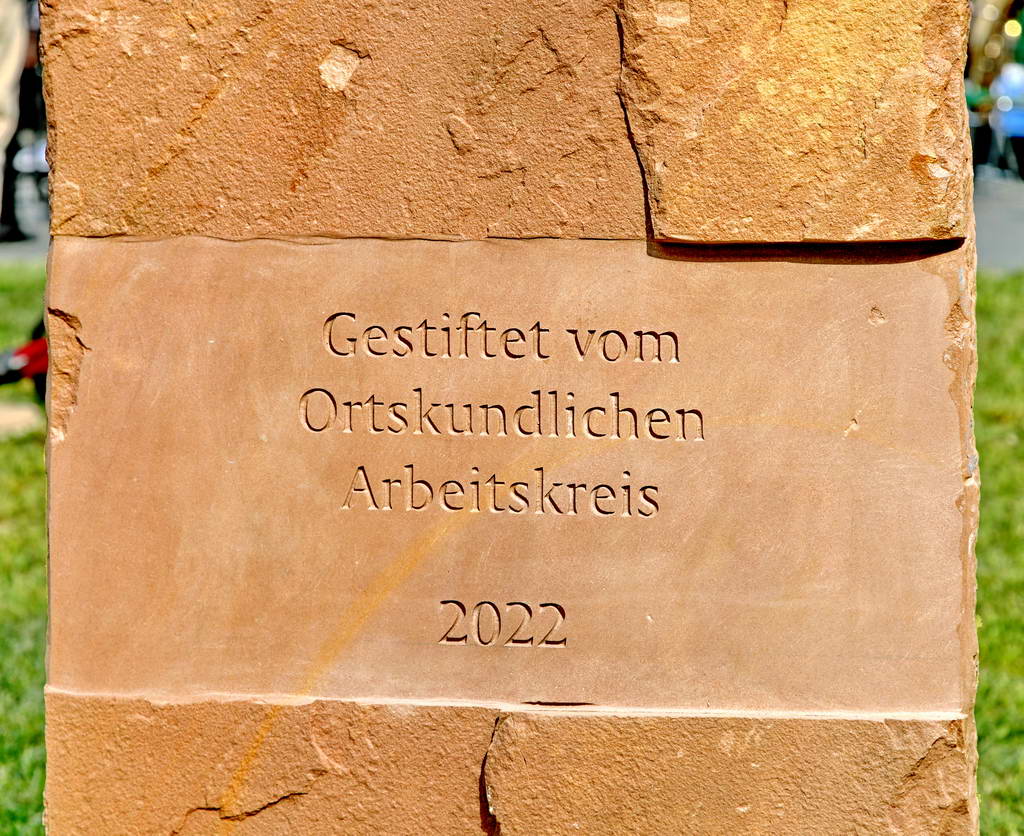 Gestiftet vom
Ortskundlichen
Arbeitskreis
2022